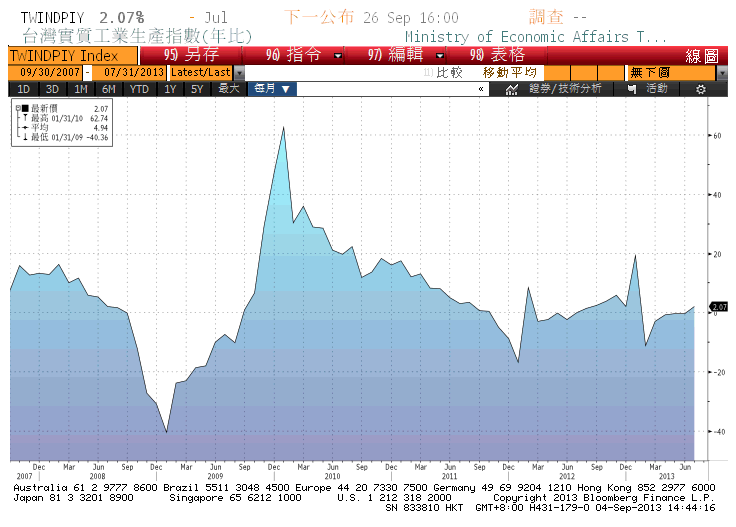 TWINDPIY 2.07% - Jul 下一公布 26 Sep 16:00 調查 --
台灣實質工業生產指數(年比) Ministry of Economic Affairs T...
TWINDPIY Index 95) 另存 96) 指令 97) 編輯 98) 表格 線圖
09/30/2007 - 07/31/2013 Latest/Latest 比較 移動平均 無下圖
1D 3D 1M 6M YTD 1Y 5Y 最大 每月 ▼ « 證券/技術分析 活動
最新價 2.07
最高 01/31/10 62.74
平均 4.94
最低 01/31/09 -40.36
60
40
20
2.07
0
-20
-40
Dec Mar Jun Sep Dec Mar Jun Sep Dec Mar Jun Sep Dec Mar Jun Sep Dec Mar Jun Sep Dec Mar Jun
2007 2008 2009 2010 2011 2012 2013
Australia 61 2 9777 8600 Brazil 5511 3048 4500 Europe 44 20 7330 7500 Germany 49 69 9204 1210 Hong Kong 852 2977 6000
Japan 81 3 3201 8900 Singapore 65 6212 1000 U.S. 1 212 318 2000 Copyright 2013 Bloomberg Finance L.P.
SN 833810 HKT GMT+8:00 H431-179-0 04-Sep-2013 14:44:16